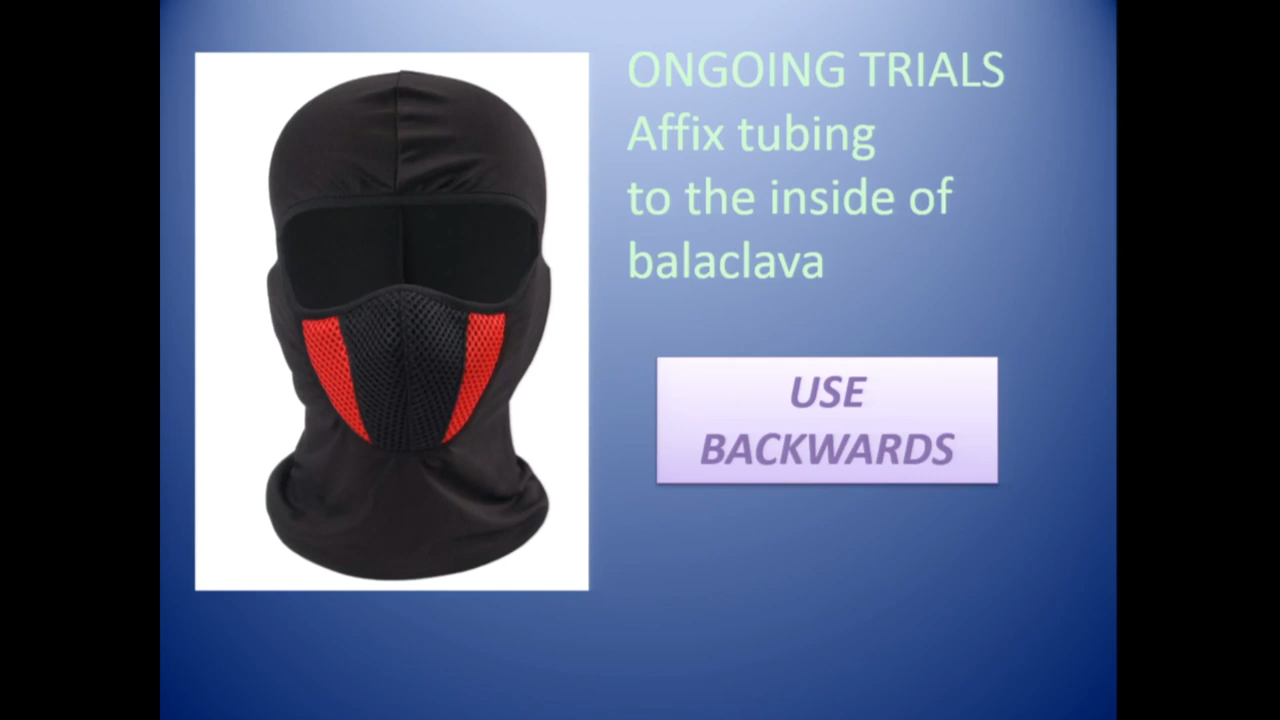 ONGOING TRIALS
Affix tubing
to the inside of
balaclava
USE
BACKWARDS